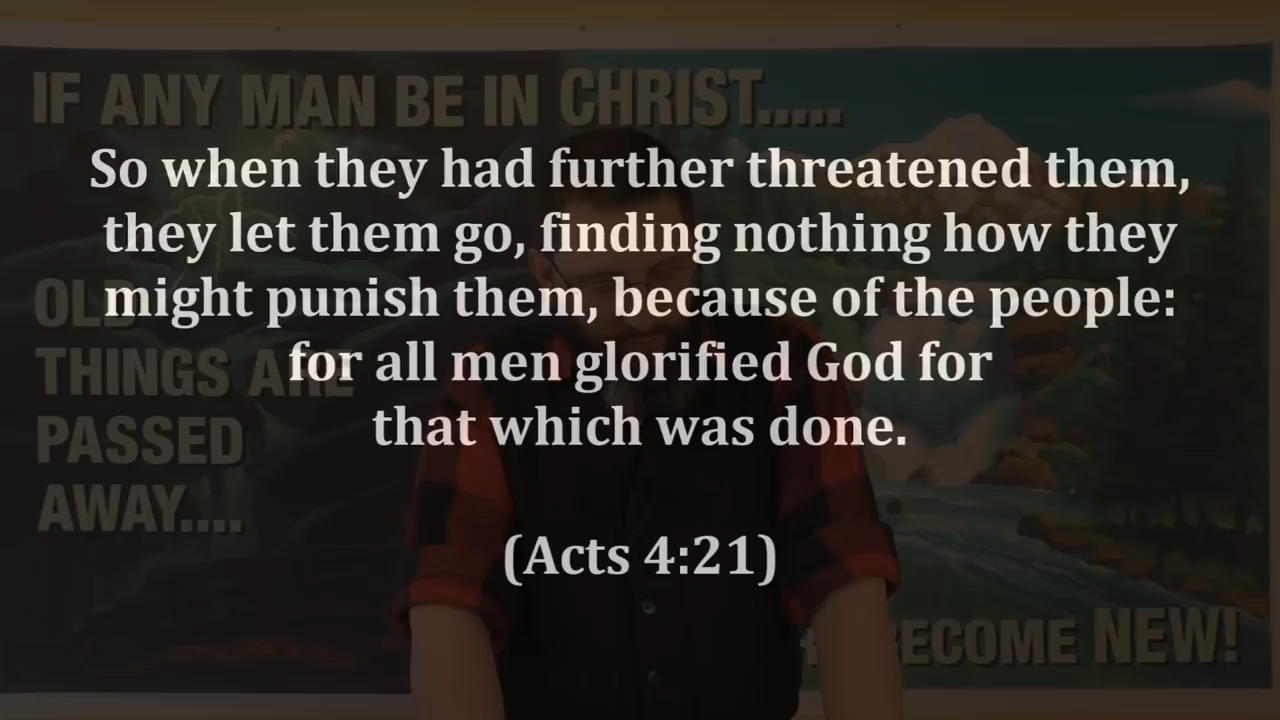 IF ANY MAN BE IN CHRIST.....
So when they had further threatened them,
they let them go, finding nothing how they
might punish them, because of the people:
for all men glorified God for
that which was done.
(Acts 4:21)
OLD
THINGS ARE
PASSED
AWAY....
BECOME NEW!